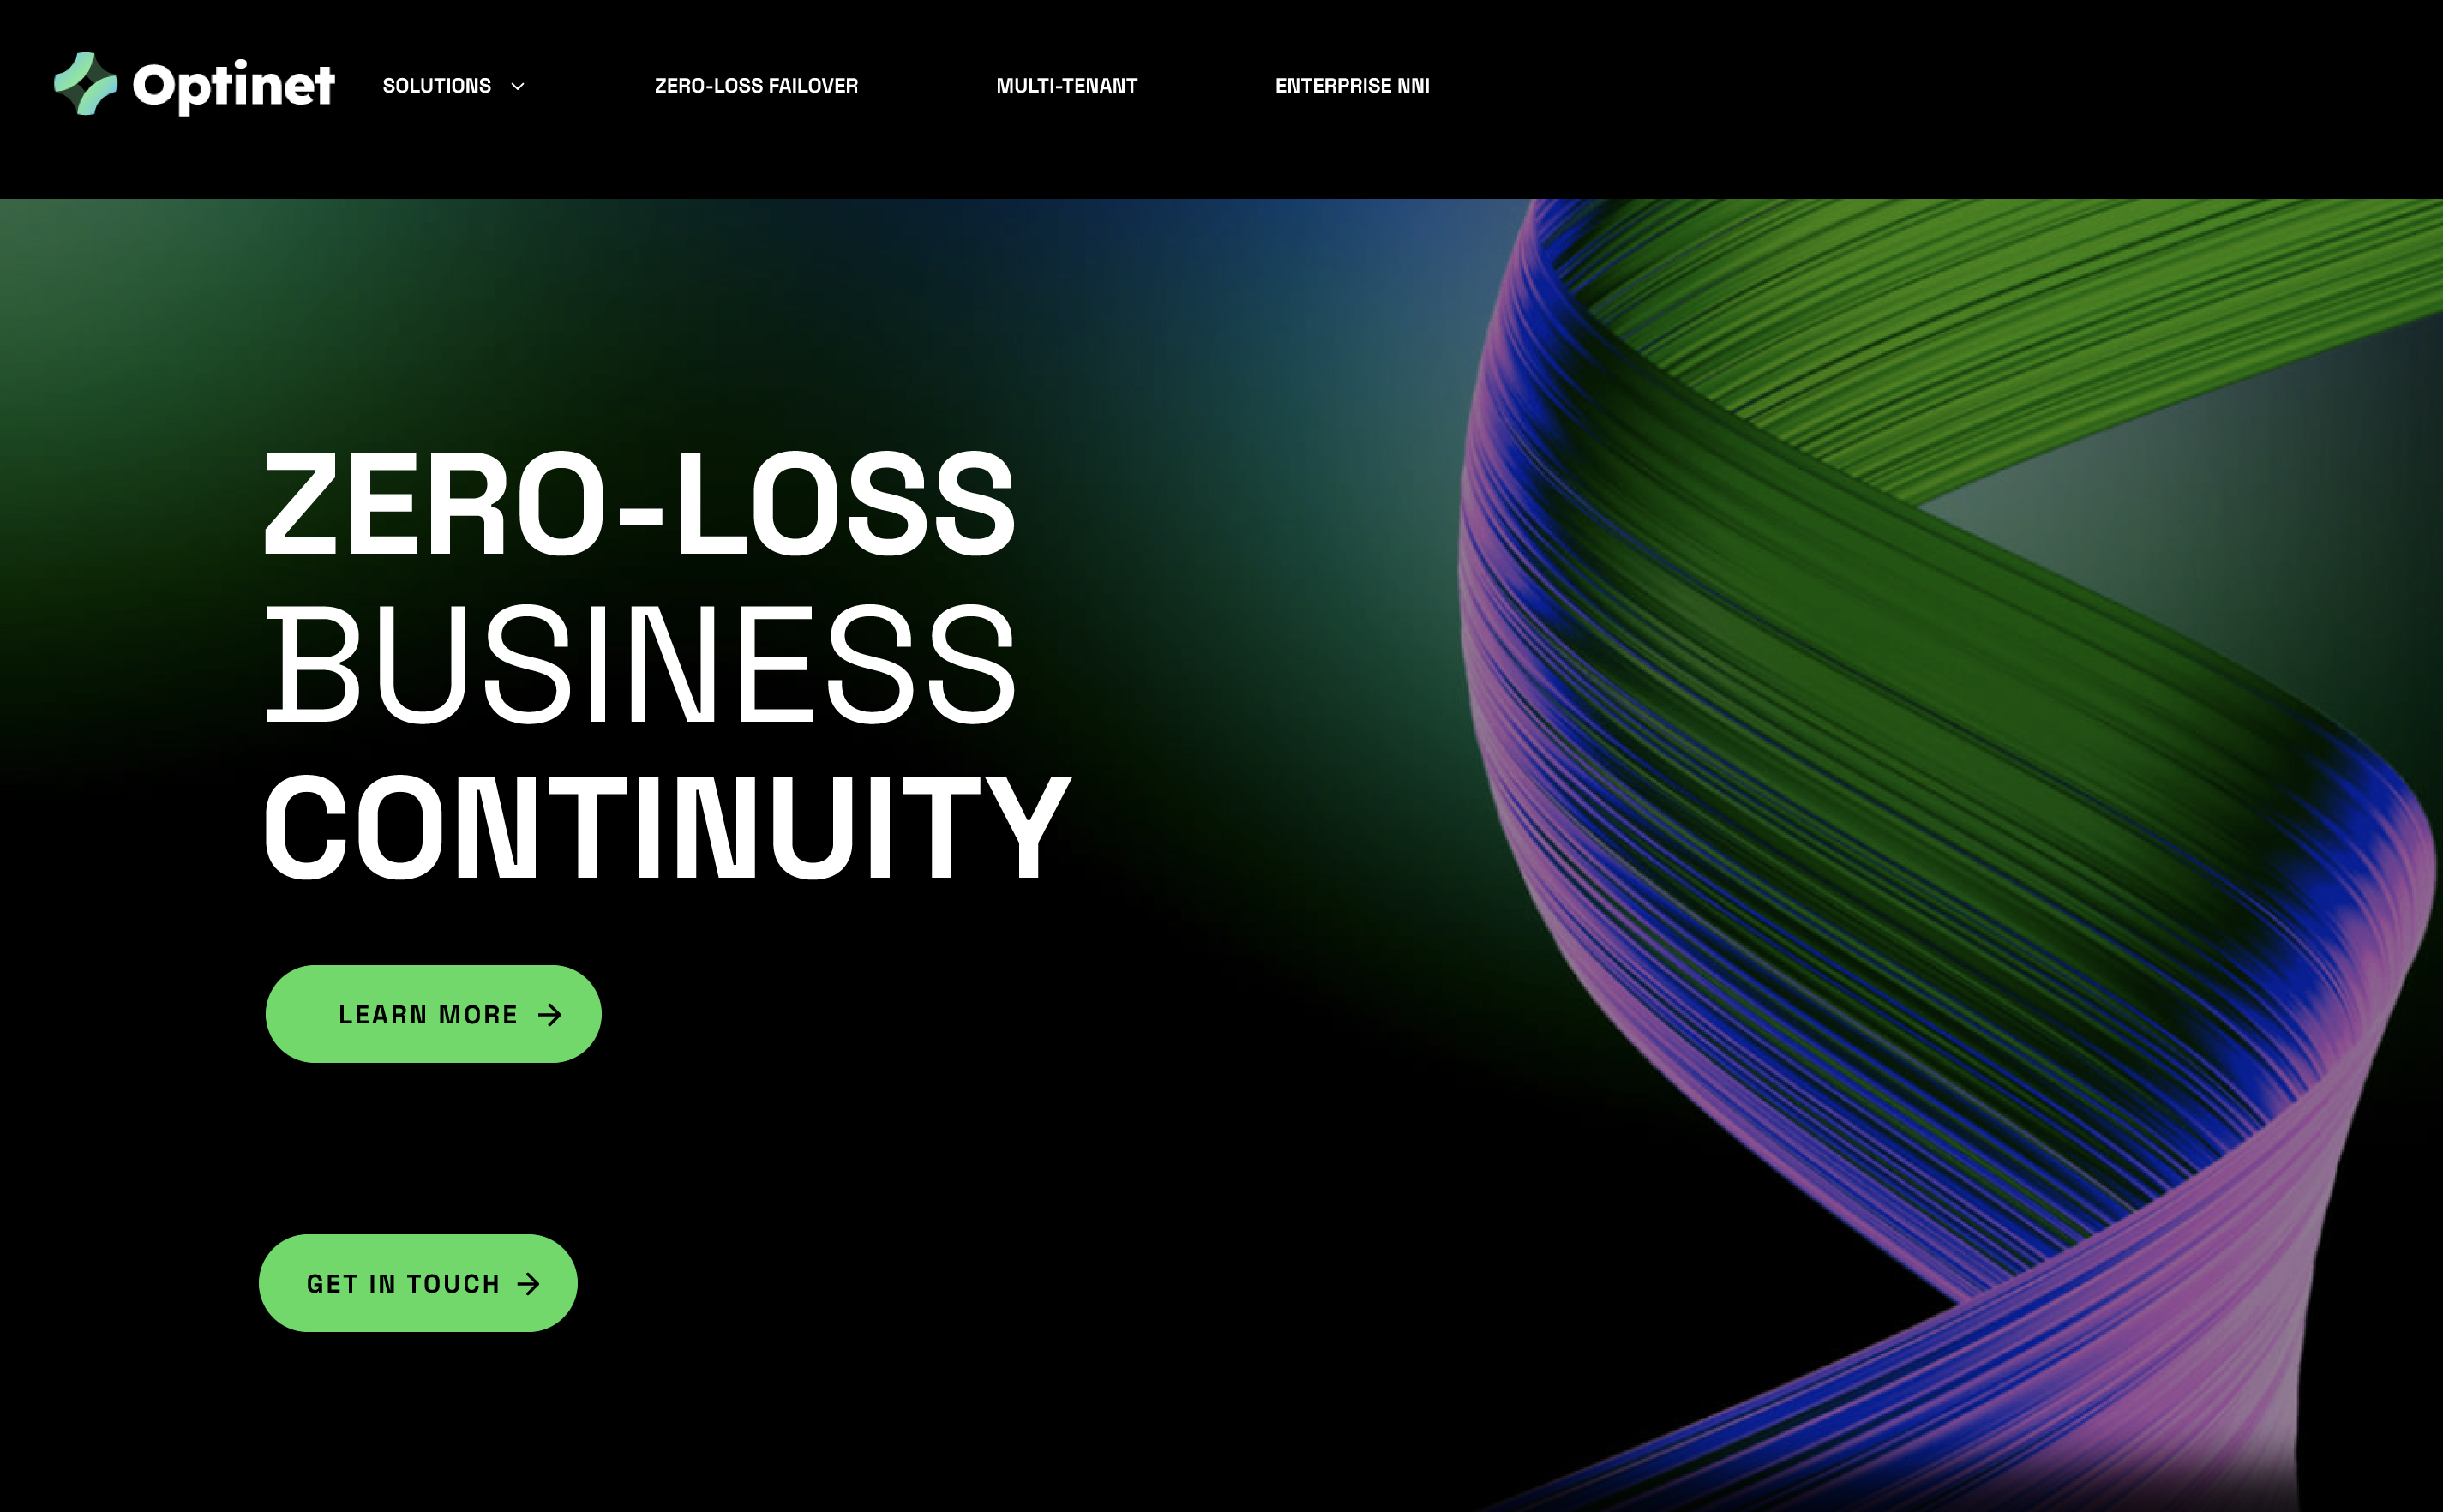 Optinet
SOLUTIONS
ZERO-LOSS FAILOVER
MULTI-TENANT
ENTERPRISE NNI
ZERO-LOSS
BUSINESS
CONTINUITY
LEARN MORE
GET IN TOUCH